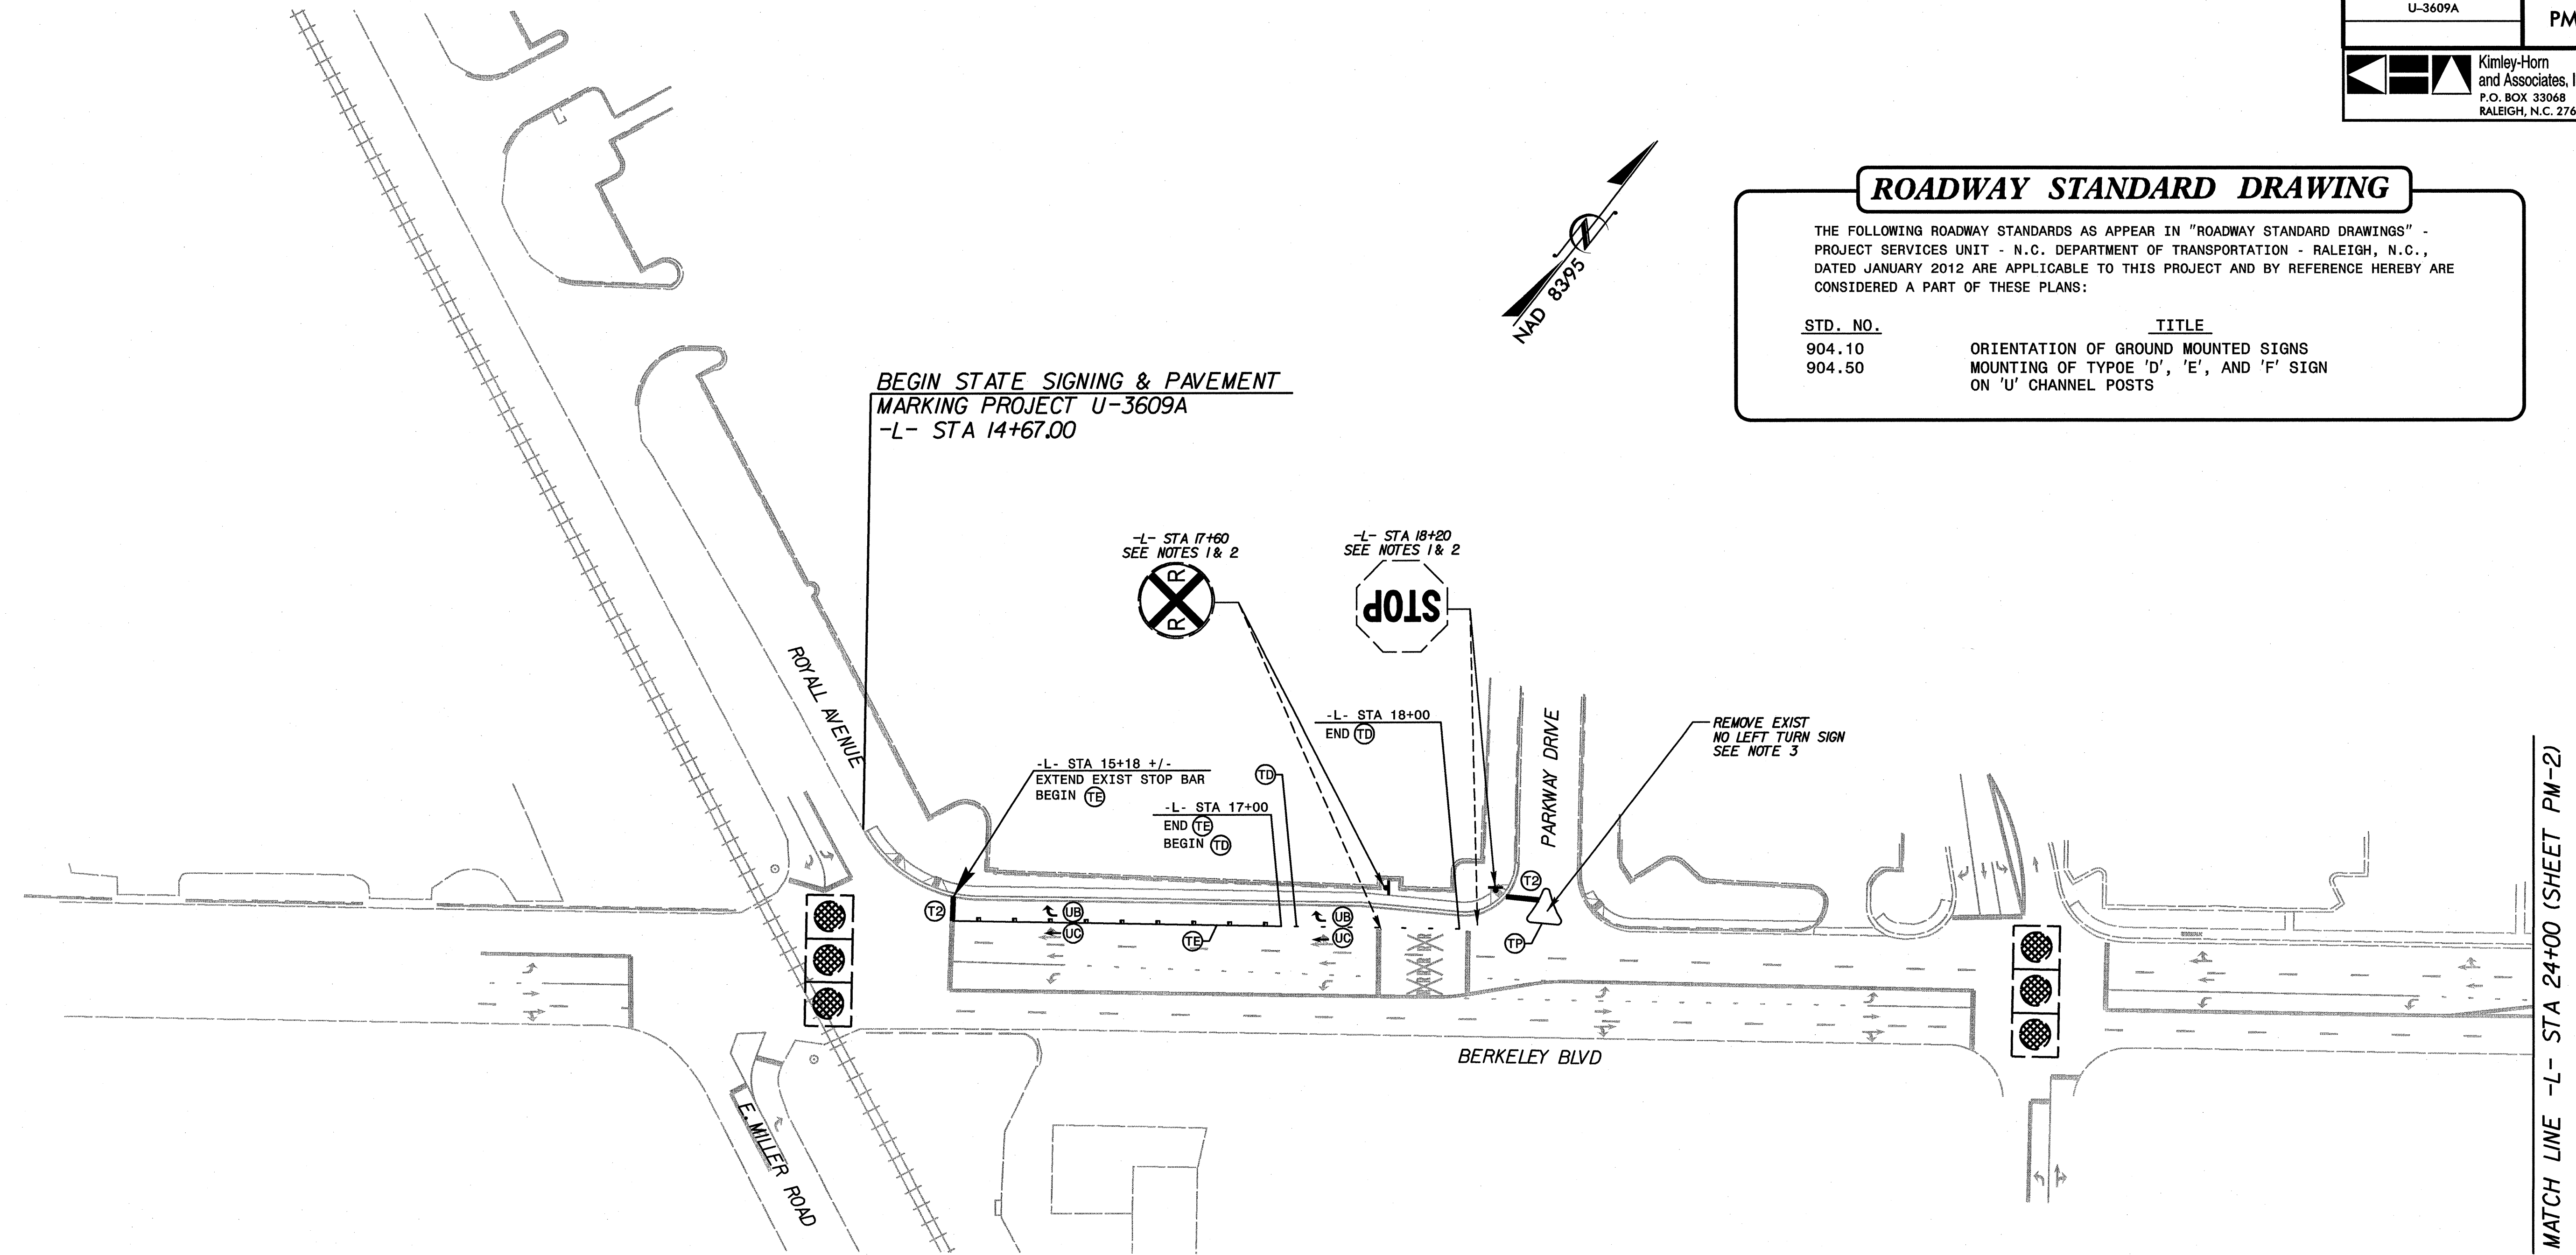 U-3609A
PM
Kimley-Horn
and Associates, I
P.O. BOX 33068
RALEIGH, N.C. 276
ROADWAY STANDARD DRAWING
THE FOLLOWING ROADWAY STANDARDS AS APPEAR IN "ROADWAY STANDARD DRAWINGS" -
PROJECT SERVICES UNIT - N.C. DEPARTMENT OF TRANSPORTATION - RALEIGH, N.C.,
DATED JANUARY 2012 ARE APPLICABLE TO THIS PROJECT AND BY REFERENCE HEREBY ARE
CONSIDERED A PART OF THESE PLANS:
STD. NO. TITLE
904.10 ORIENTATION OF GROUND MOUNTED SIGNS
904.50 MOUNTING OF TYPOE 'D', 'E', AND 'F' SIGN
ON 'U' CHANNEL POSTS
NAD 83/95
BEGIN STATE SIGNING & PAVEMENT
MARKING PROJECT U-3609A
-L- STA 14+67.00
-L- STA 17+60
SEE NOTES 1 & 2
R R
-L- STA 18+20
SEE NOTES 1 & 2
STOP
ROYALL AVENUE
-L- STA 18+00
END TD
PARKWAY DRIVE
REMOVE EXIST
NO LEFT TURN SIGN
SEE NOTE 3
-L- STA 15+18 +/-
EXTEND EXIST STOP BAR
BEGIN TE
TD
-L- STA 17+00
END TE
BEGIN TD
T2
UB
UC
TE
UB
UC
RR RR RR
T2
TP
BERKELEY BLVD
E. MILLER ROAD
MATCH LINE -L- STA 24+00 (SHEET PM-2)